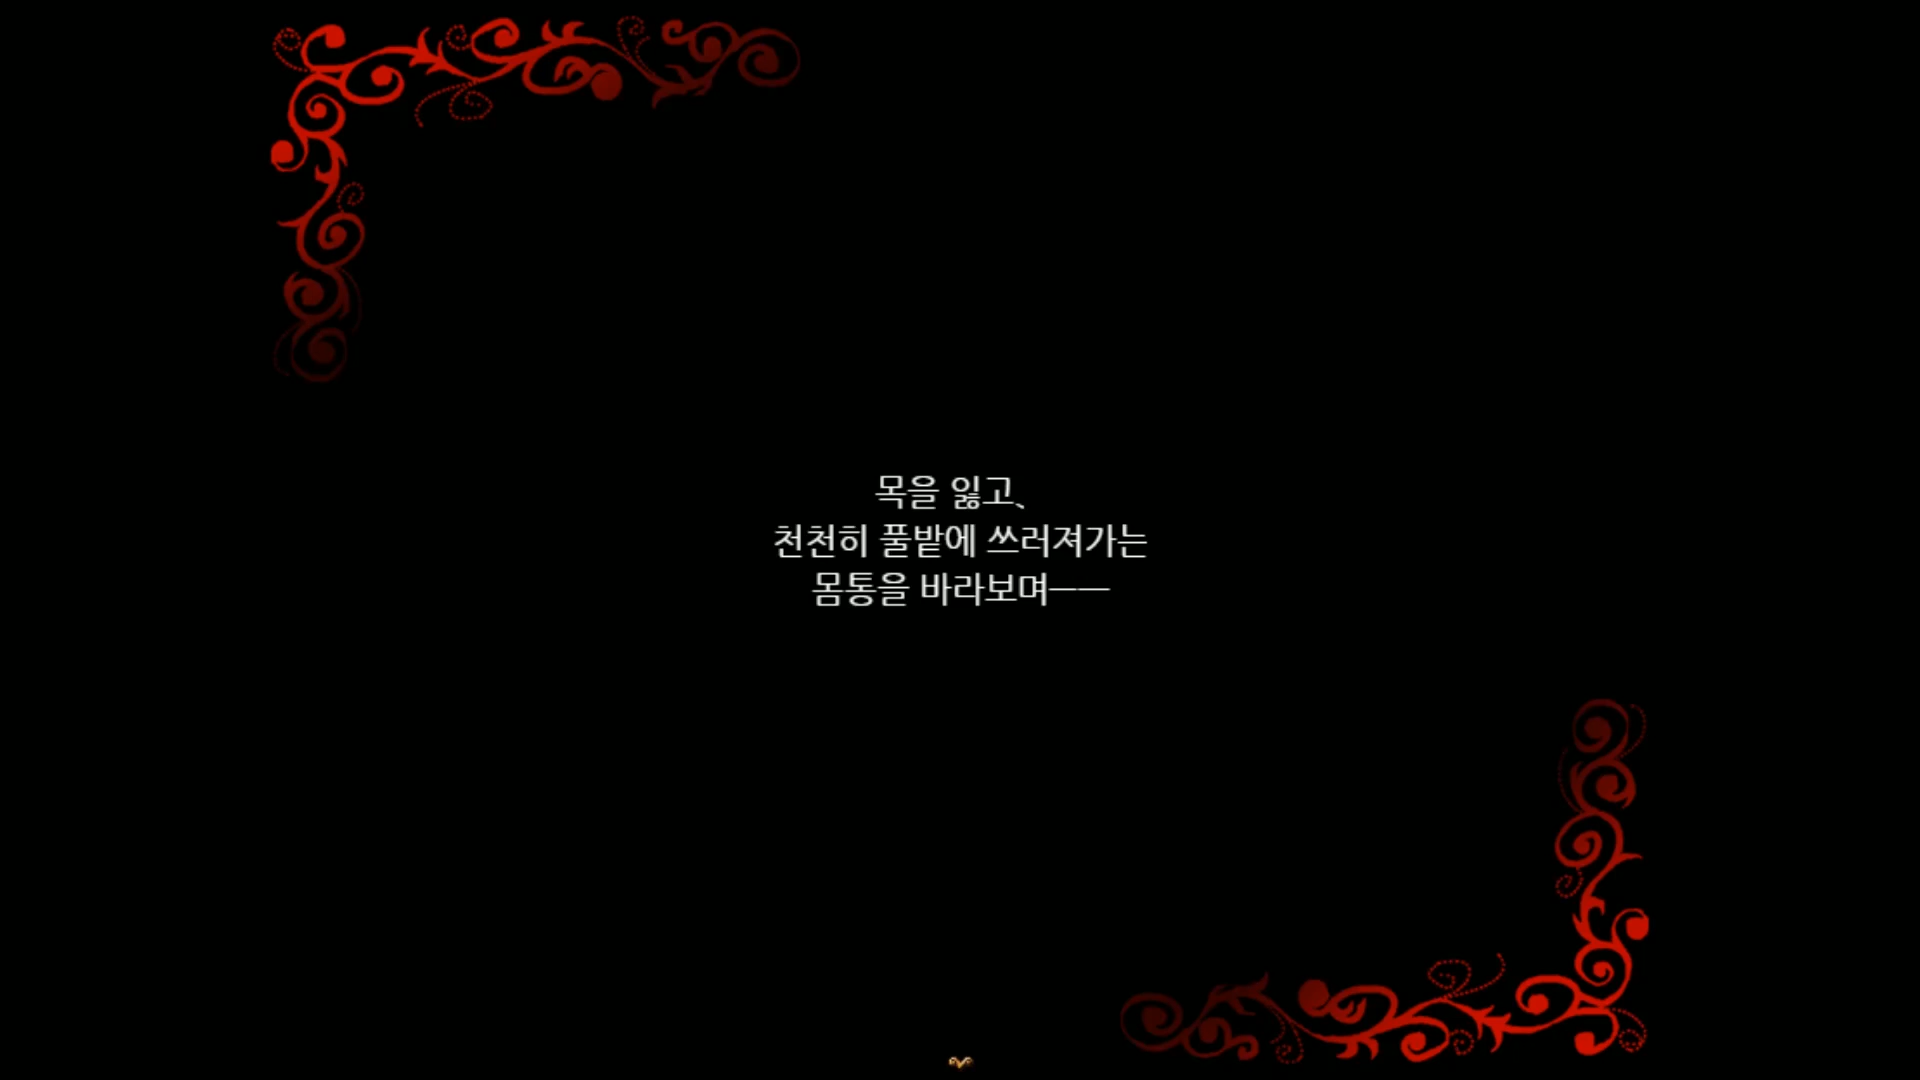 목을 잃고、
천천히 풀밭에 쓰러져가는
몸통을 바라보며――